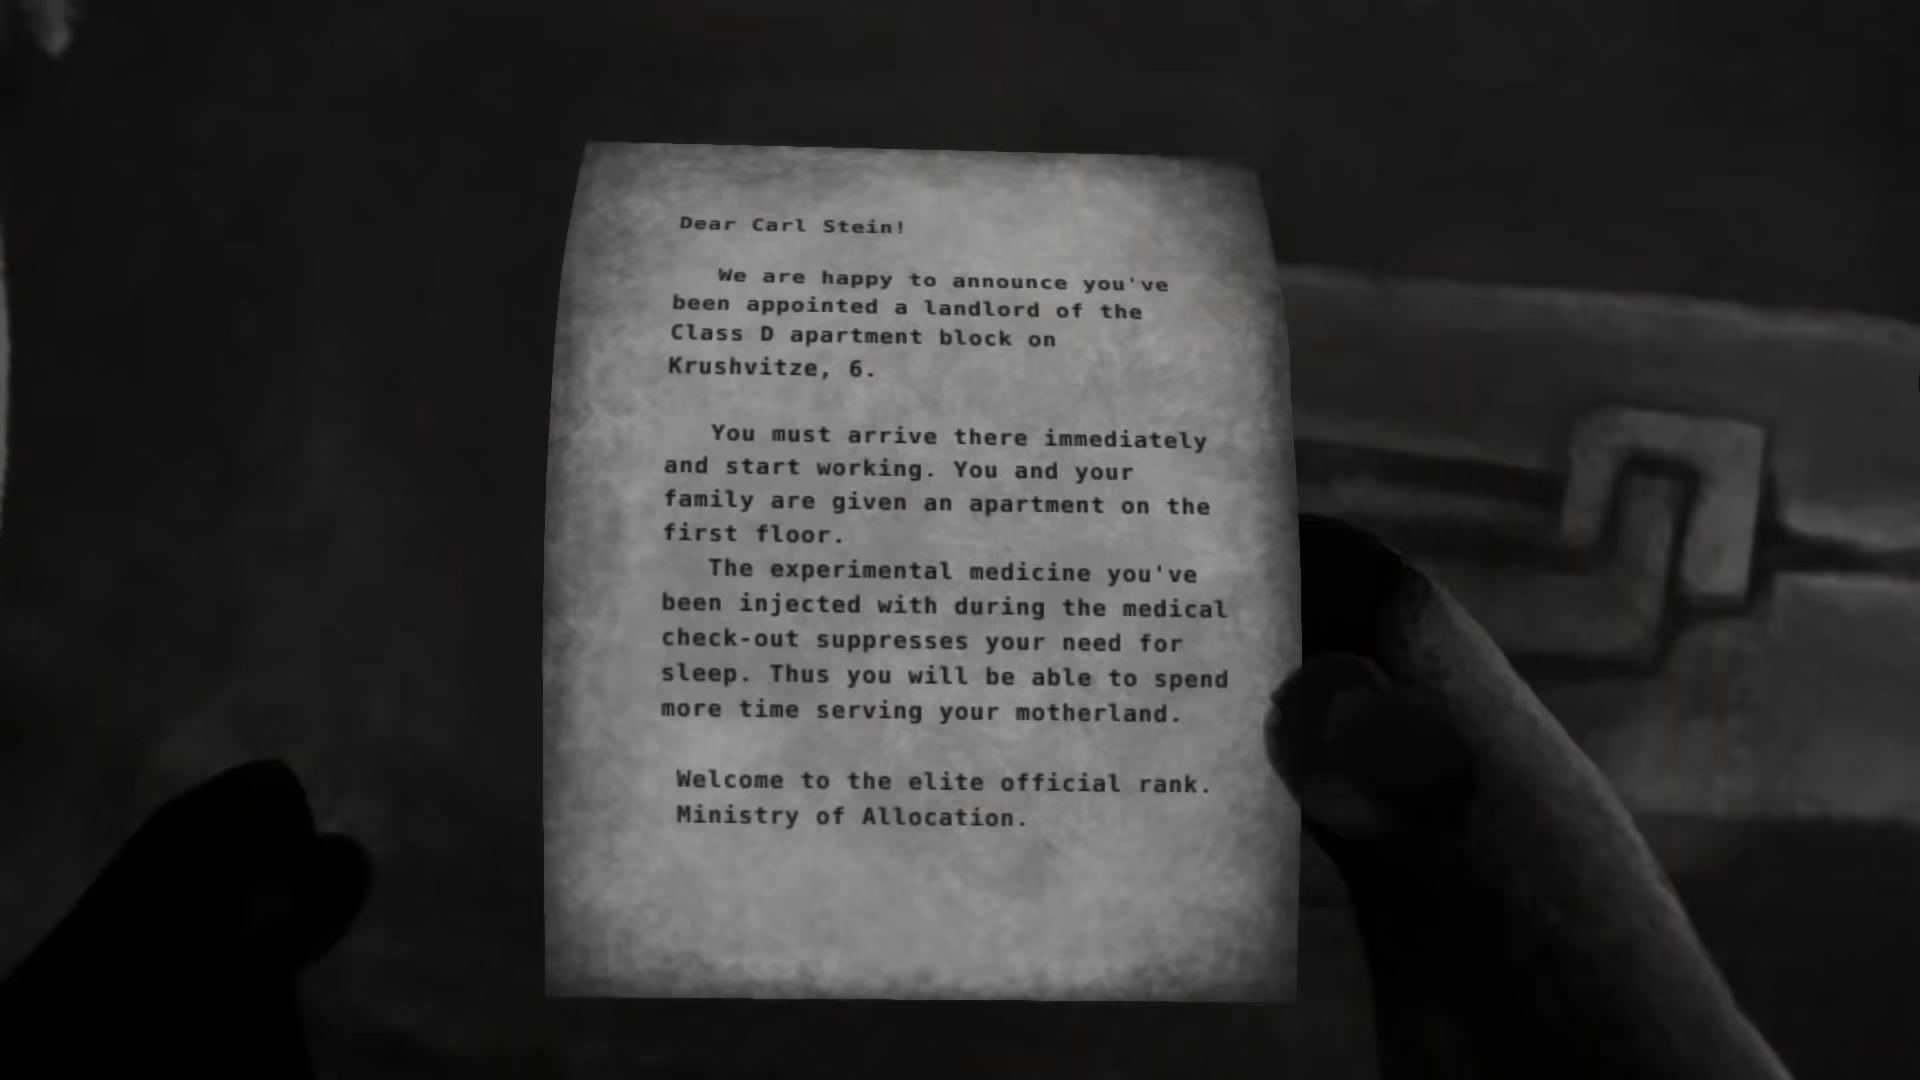 Dear Carl Stein!
We are happy to announce you've
been appointed a landlord of the
Class D apartment block on
Krushvitze, 6.
You must arrive there immediately
and start working. You and your
family are given an apartment on the
first floor.
The experimental medicine you've
been injected with during the medical
check-out suppresses your need for
sleep. Thus you will be able to spend
more time serving your motherland.
Welcome to the elite official rank.
Ministry of Allocation.